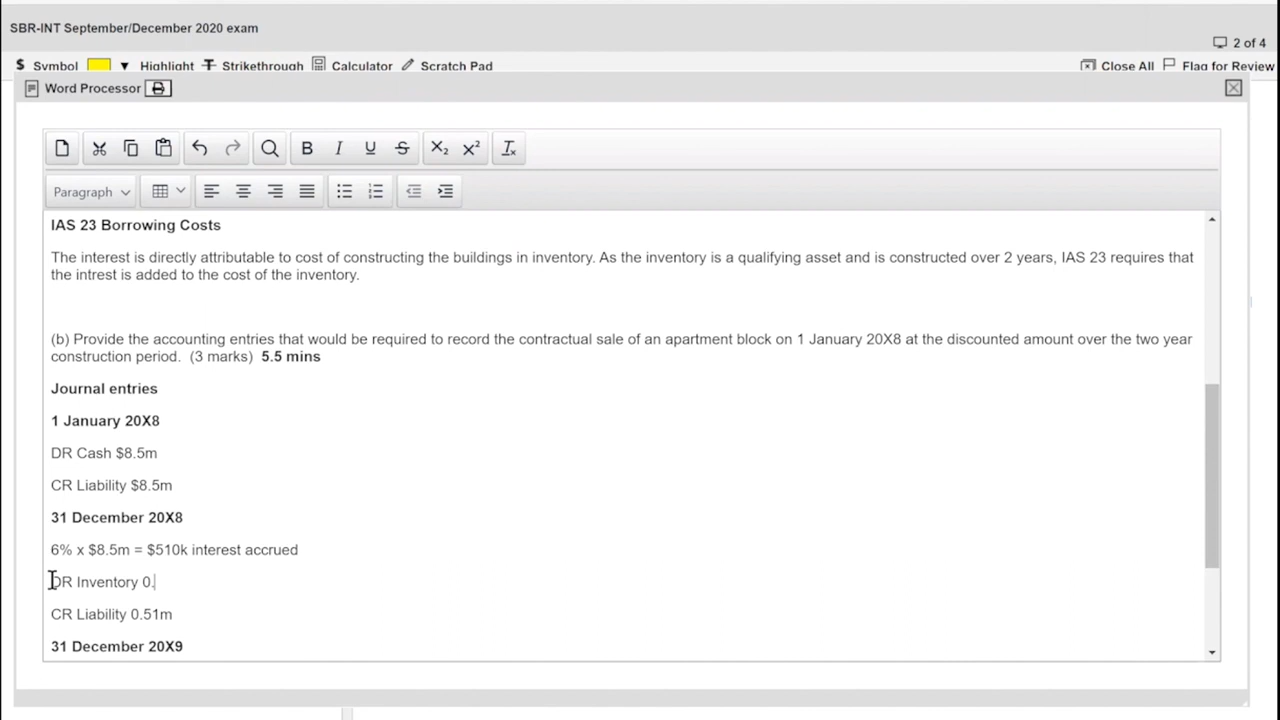 SBR-INT September/December 2020 exam
2 of 4
$ Symbol Highlight Strikethrough Calculator Scratch Pad Close All Flag for Review
Word Processor
B I U S X₂ X² Tx
Paragraph
IAS 23 Borrowing Costs
The interest is directly attributable to cost of constructing the buildings in inventory. As the inventory is a qualifying asset and is constructed over 2 years, IAS 23 requires that
the intrest is added to the cost of the inventory.
(b) Provide the accounting entries that would be required to record the contractual sale of an apartment block on 1 January 20X8 at the discounted amount over the two year
construction period. (3 marks) 5.5 mins
Journal entries
1 January 20X8
DR Cash $8.5m
CR Liability $8.5m
31 December 20X8
6% x $8.5m = $510k interest accrued
DR Inventory 0.
CR Liability 0.51m
31 December 20X9